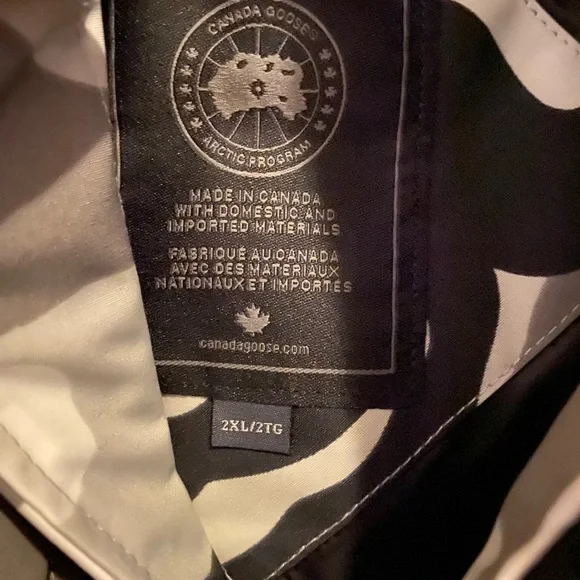 CANADA GOOSE
ARCTIC PROGRAM
MADE IN CANADA
WITH DOMESTIC AND
IMPORTED MATERIALS
FABRIQUÉ AU CANADA
AVEC DES MATERIAUX
NATIONAUX ET IMPORTÉS
canadagoose.com
2XL/2TG